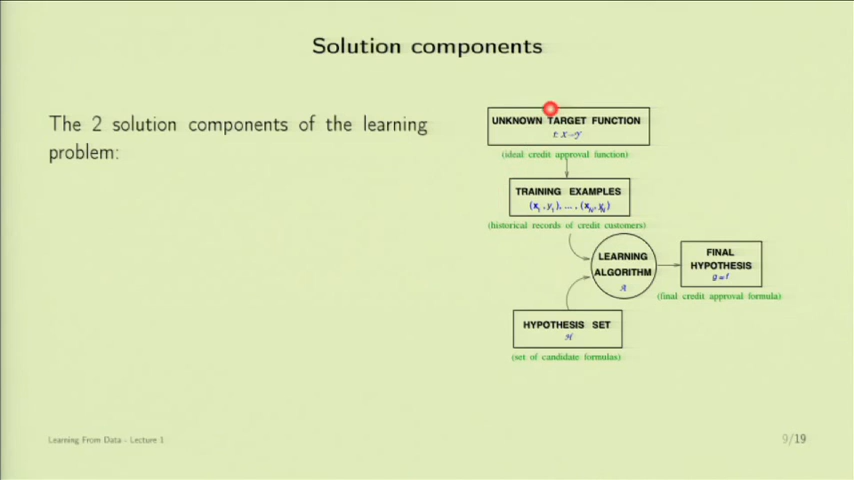 Solution components
The 2 solution components of the learning
problem:
UNKNOWN TARGET FUNCTION
f: X→Y
(ideal credit approval function)
TRAINING EXAMPLES
(x₁, y₁), ... , (x_N, y_N)
(historical records of credit customers)
LEARNING
ALGORITHM
A
FINAL
HYPOTHESIS
g≈f
(final credit approval formula)
HYPOTHESIS SET
H
(set of candidate formulas)
Learning From Data - Lecture 1
9/19